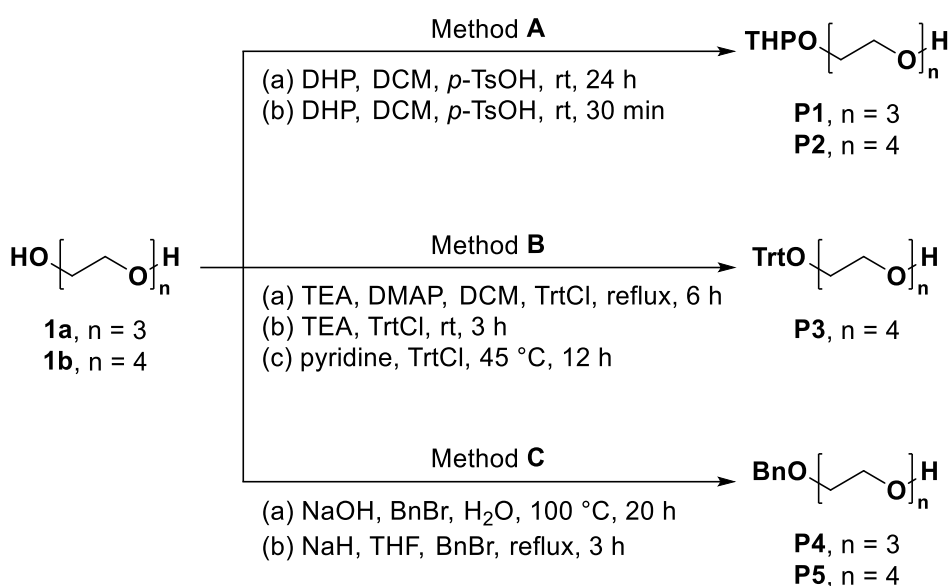 Method A
(a) DHP, DCM, p-TsOH, rt, 24 h
(b) DHP, DCM, p-TsOH, rt, 30 min
THPO O H n
P1, n = 3
P2, n = 4
HO O H n
1a, n = 3
1b, n = 4
Method B
(a) TEA, DMAP, DCM, TrtCl, reflux, 6 h
(b) TEA, TrtCl, rt, 3 h
(c) pyridine, TrtCl, 45 °C, 12 h
TrtO O H n
P3, n = 4
Method C
(a) NaOH, BnBr, H₂O, 100 °C, 20 h
(b) NaH, THF, BnBr, reflux, 3 h
BnO O H n
P4, n = 3
P5, n = 4